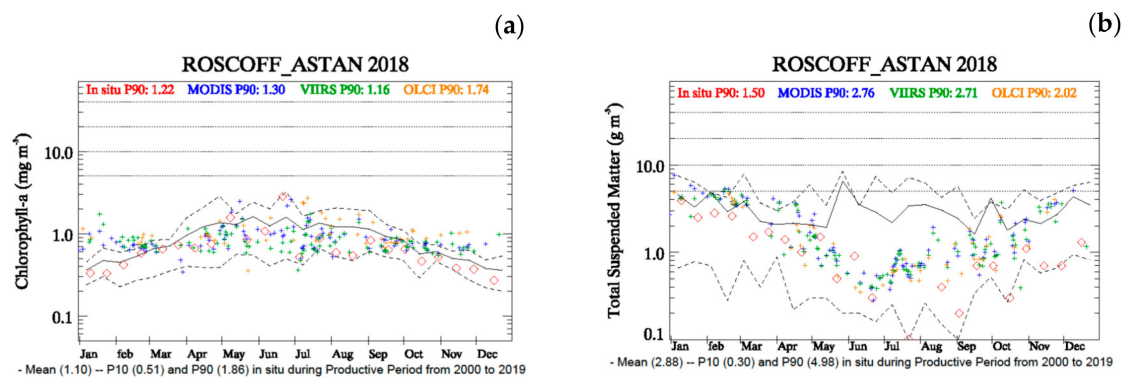 (a)
ROSCOFF_ASTAN 2018
In situ P90: 1.22 MODIS P90: 1.30 VIIRS P90: 1.16 OLCI P90: 1.74
Chlorophyll-a (mg m⁻³)
10.0
1.0
0.1
Jan feb Mar Apr May Jun Jul Aug Sep Oct Nov Dec
- Mean (1.10) -- P10 (0.51) and P90 (1.86) in situ during Productive Period from 2000 to 2019
(b)
ROSCOFF_ASTAN 2018
In situ P90: 1.50 MODIS P90: 2.76 VIIRS P90: 2.71 OLCI P90: 2.02
Total Suspended Matter (g m⁻³)
10.0
1.0
0.1
Jan feb Mar Apr May Jun Jul Aug Sep Oct Nov Dec
- Mean (2.88) -- P10 (0.30) and P90 (4.98) in situ during Productive Period from 2000 to 2019